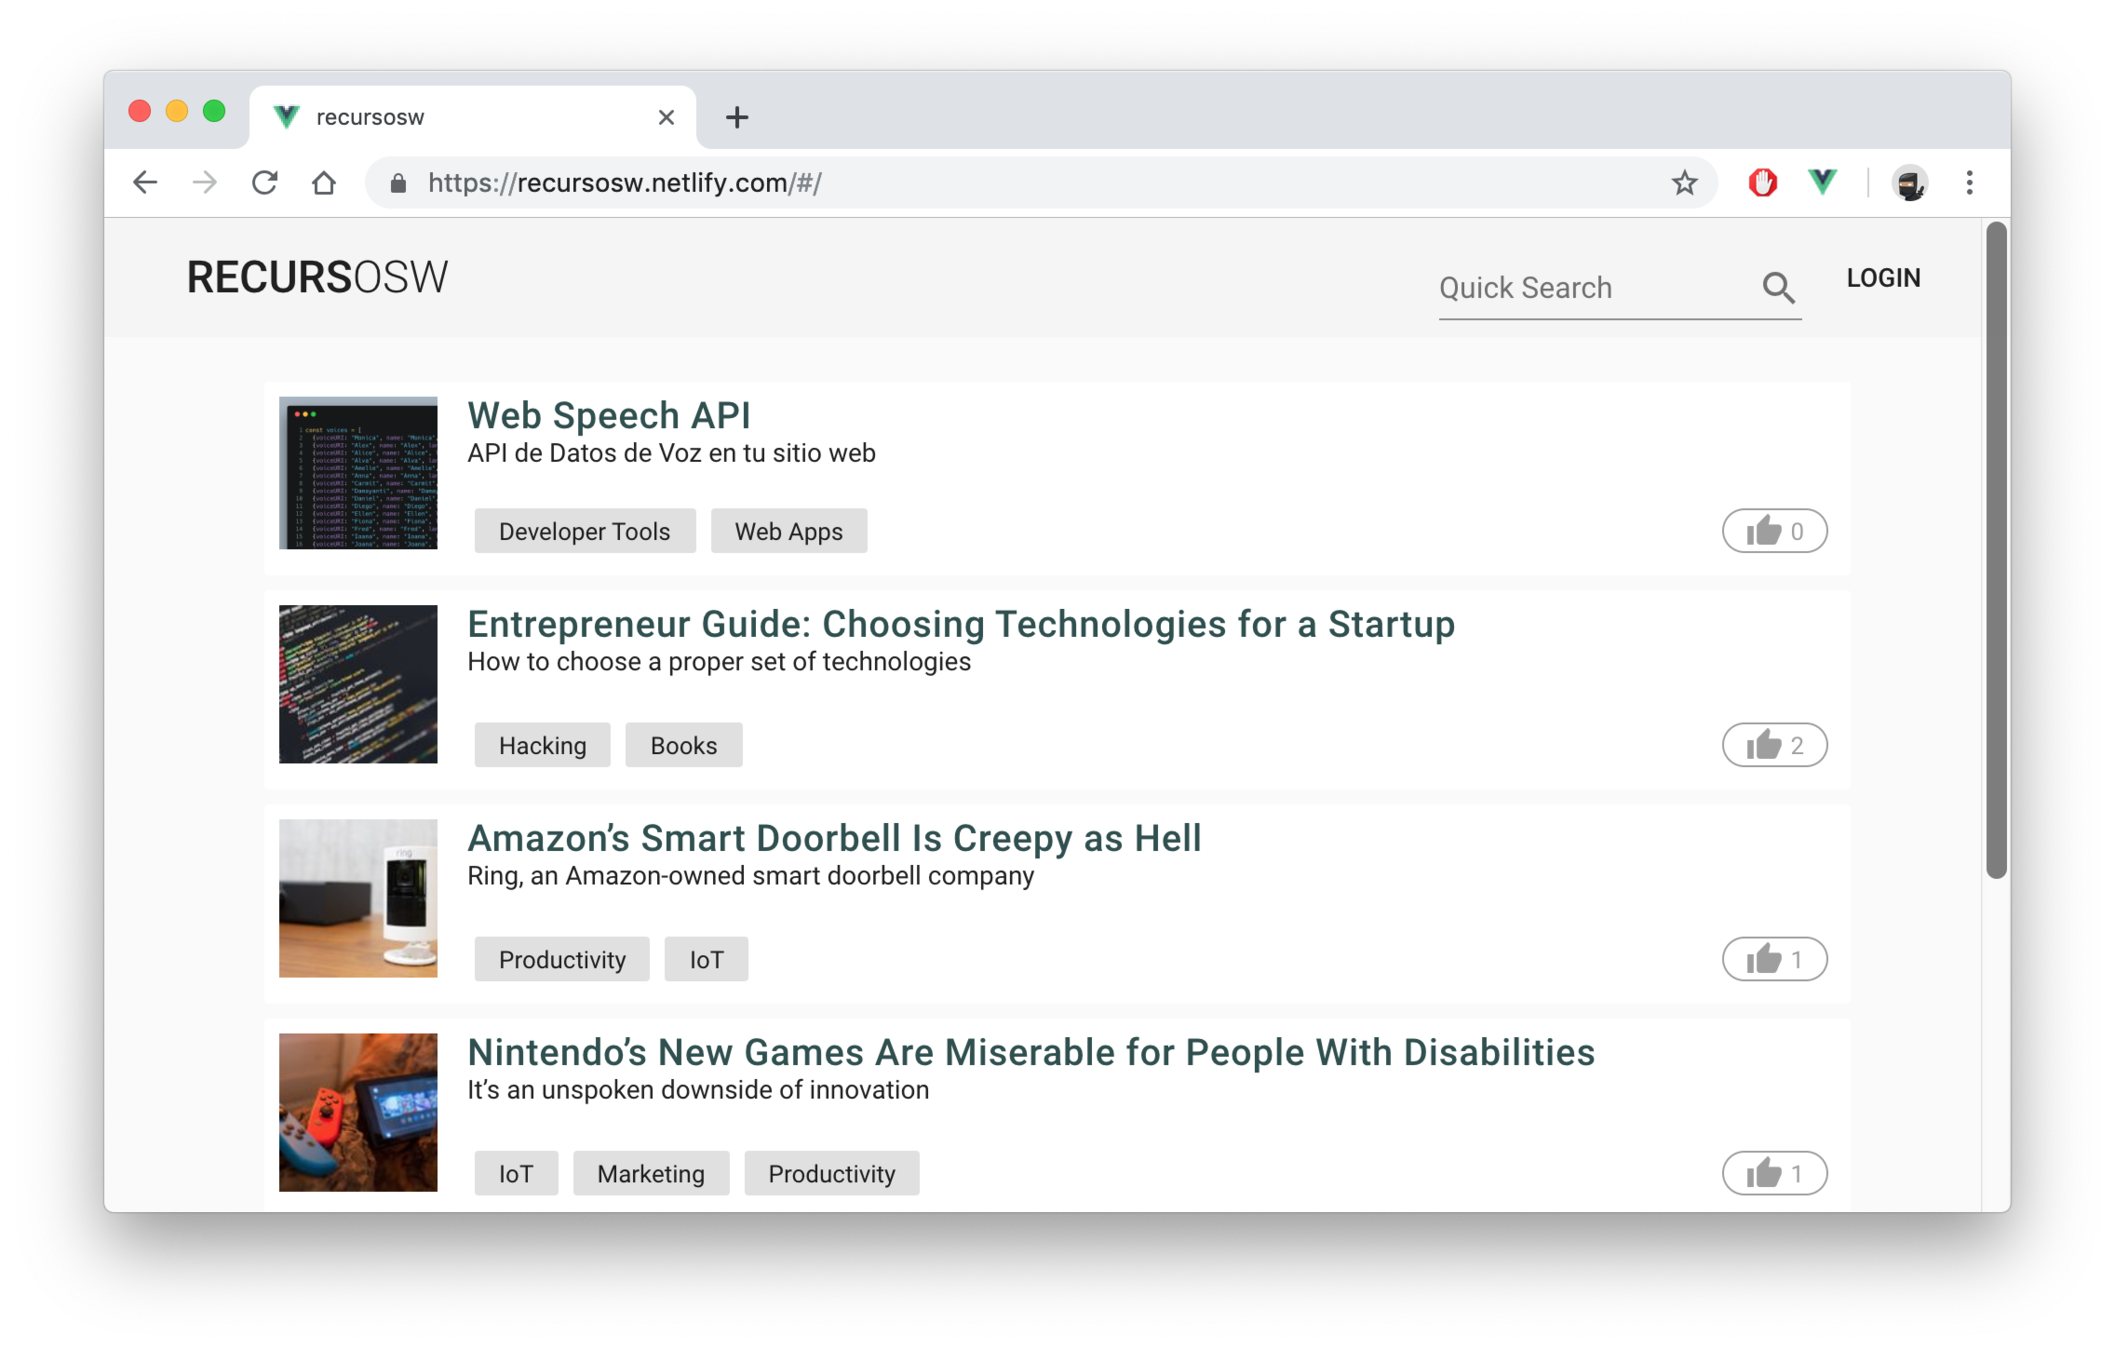 recursosw
https://recursosw.netlify.com/#/
RECURSOSW
Quick Search
LOGIN
Web Speech API
API de Datos de Voz en tu sitio web
Developer Tools Web Apps
0
Entrepreneur Guide: Choosing Technologies for a Startup
How to choose a proper set of technologies
Hacking Books
2
ring
Amazon’s Smart Doorbell Is Creepy as Hell
Ring, an Amazon-owned smart doorbell company
Productivity IoT
1
Nintendo’s New Games Are Miserable for People With Disabilities
It’s an unspoken downside of innovation
IoT Marketing Productivity
1